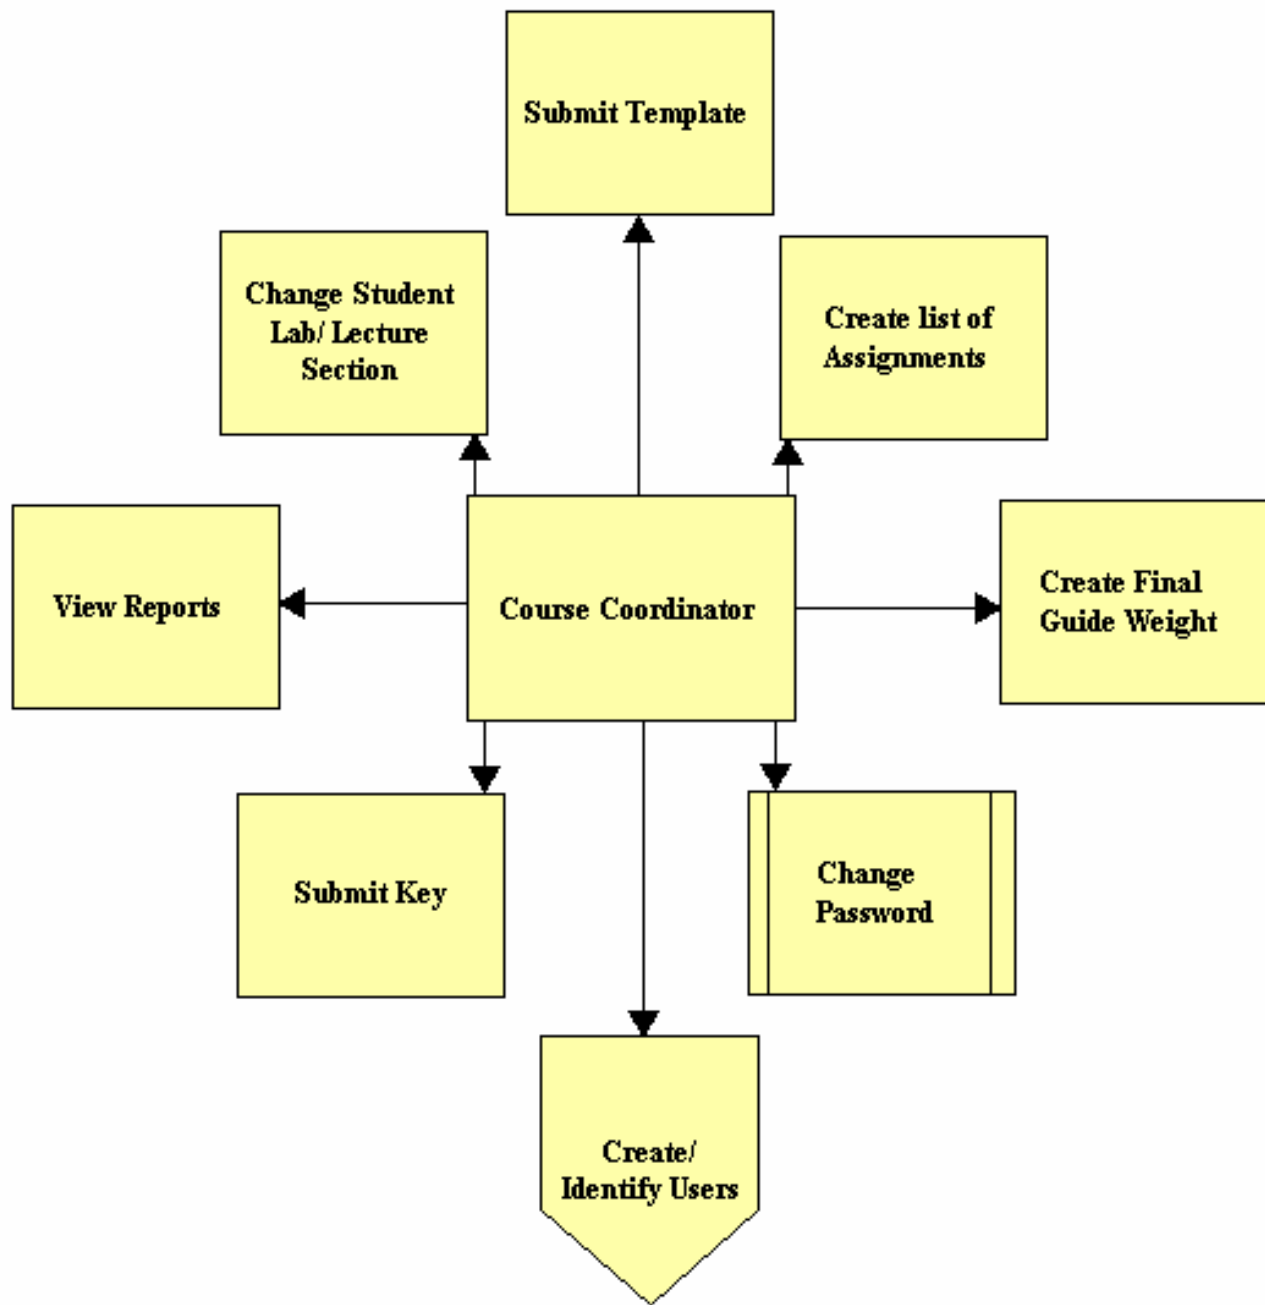 Submit Template
Change Student
Lab/ Lecture
Section
Create list of
Assignments
View Reports
Course Coordinator
Create Final
Guide Weight
Submit Key
Change
Password
Create/
Identify Users